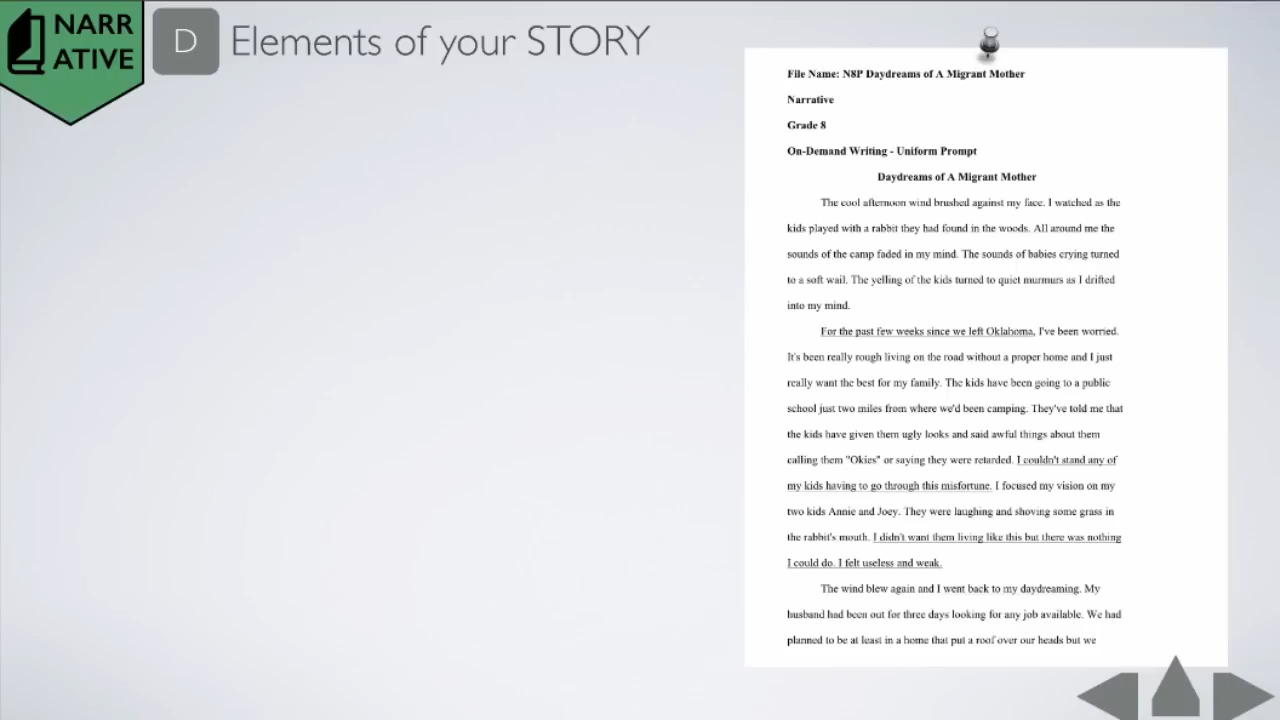 NARR
ATIVE
D
Elements of your STORY
File Name: N8P Daydreams of A Migrant Mother
Narrative
Grade 8
On-Demand Writing - Uniform Prompt
Daydreams of A Migrant Mother
The cool afternoon wind brushed against my face. I watched as the
kids played with a rabbit they had found in the woods. All around me the
sounds of the camp faded in my mind. The sounds of babies crying turned
to a soft wail. The yelling of the kids turned to quiet murmurs as I drifted
into my mind.
For the past few weeks since we left Oklahoma, I've been worried.
It's been really rough living on the road without a proper home and I just
really want the best for my family. The kids have been going to a public
school just two miles from where we'd been camping. They've told me that
the kids have given them ugly looks and said awful things about them
calling them "Okies" or saying they were retarded. I couldn't stand any of
my kids having to go through this misfortune. I focused my vision on my
two kids Annie and Joey. They were laughing and shoving some grass in
the rabbit's mouth. I didn't want them living like this but there was nothing
I could do. I felt useless and weak.
The wind blew again and I went back to my daydreaming. My
husband had been out for three days looking for any job available. We had
planned to be at least in a home that put a roof over our heads but we